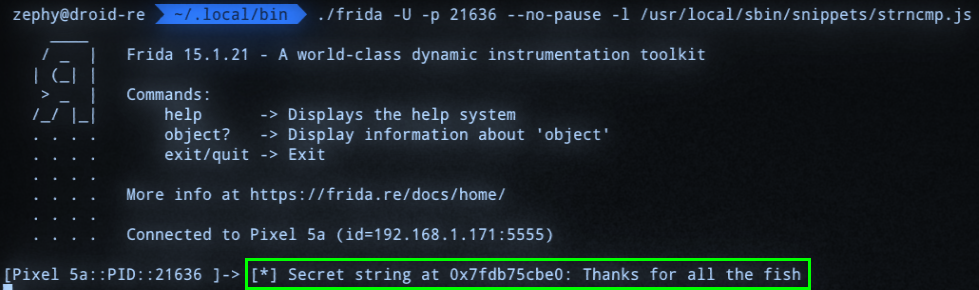 zephy@droid-re ~/.local/bin ./frida -U -p 21636 --no-pause -l /usr/local/sbin/snippets/strncmp.js
____
/ _  |   Frida 15.1.21 - A world-class dynamic instrumentation toolkit
| (_| |
> _  |   Commands:
/_/ |_|       help      -> Displays the help system
. . . .       object?   -> Display information about 'object'
. . . .       exit/quit -> Exit
. . . .
. . . .   More info at https://frida.re/docs/home/
. . . .
. . . .   Connected to Pixel 5a (id=192.168.1.171:5555)
[Pixel 5a::PID::21636 ]-> [*] Secret string at 0x7fdb75cbe0: Thanks for all the fish